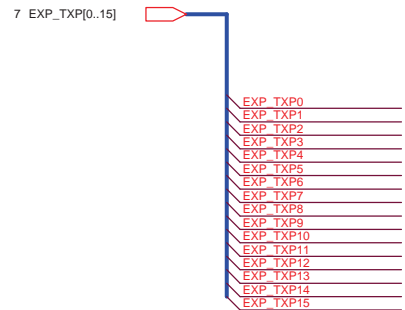 7 EXP_TXP[0..15]
EXP_TXP0
EXP_TXP1
EXP_TXP2
EXP_TXP3
EXP_TXP4
EXP_TXP5
EXP_TXP6
EXP_TXP7
EXP_TXP8
EXP_TXP9
EXP_TXP10
EXP_TXP11
EXP_TXP12
EXP_TXP13
EXP_TXP14
EXP_TXP15